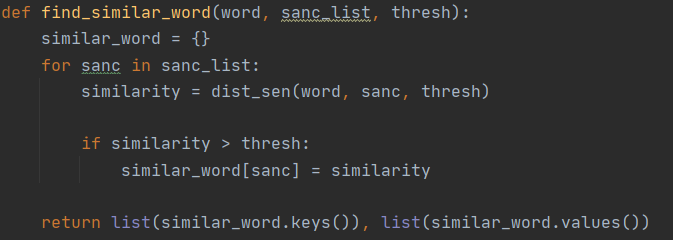 def find_similar_word(word, sanc_list, thresh):
    similar_word = {}
    for sanc in sanc_list:
        similarity = dist_sen(word, sanc, thresh)

        if similarity > thresh:
            similar_word[sanc] = similarity

    return list(similar_word.keys()), list(similar_word.values())